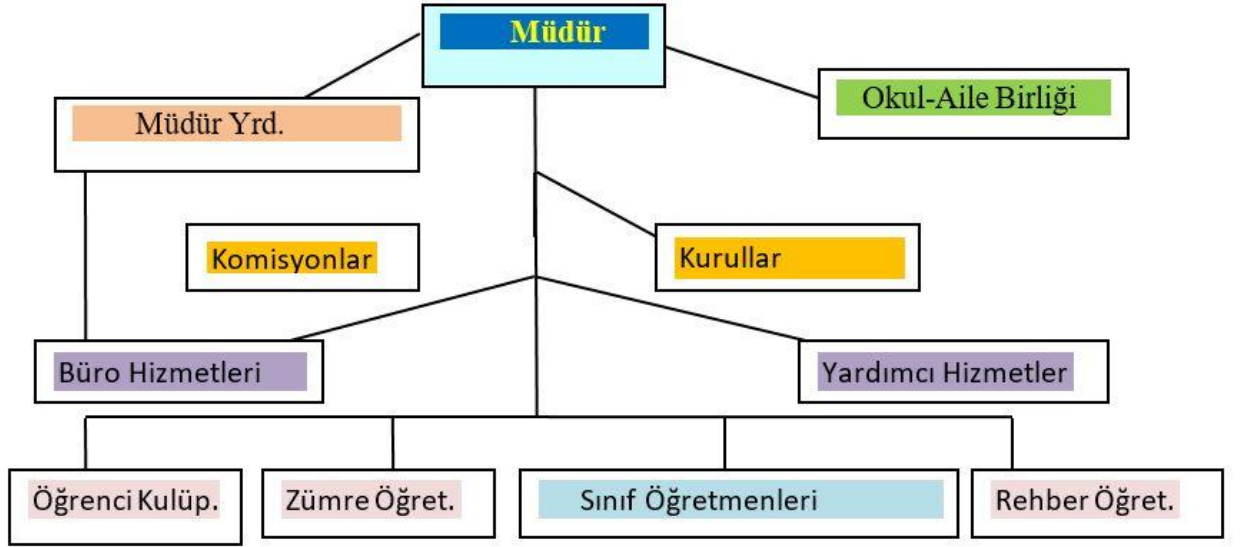 Müdür
Okul-Aile Birliği
Müdür Yrd.
Komisyonlar
Kurullar
Büro Hizmetleri
Yardımcı Hizmetler
Öğrenci Kulüp.
Zümre Öğret.
Sınıf Öğretmenleri
Rehber Öğret.